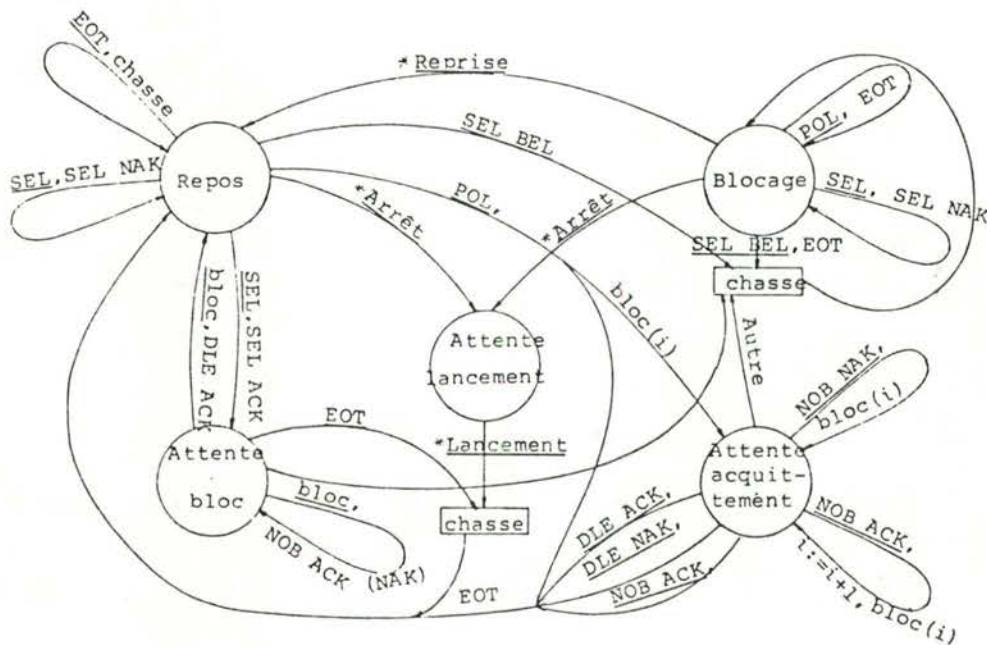 EOT, chasse
*Reprise
POL, EOT
SEL BEL
SEL, SEL NAK
Repos
Blocage
SEL, SEL NAK
*Arrêt
POL,
*Arrêt
SEL BEL, EOT
chasse
bloc, DLE ACK
SEL, SEL ACK
bloc(i)
Autre
Attente
lancement
NOB NAK,
bloc(i)
EOT
*Lancement
Attente
bloc
Attente
acquit-
tement
bloc,
NOB ACK (NAK)
chasse
DLE ACK,
DLE NAK,
NOB ACK,
NOB ACK,
i:=i+1, bloc(i)
EOT